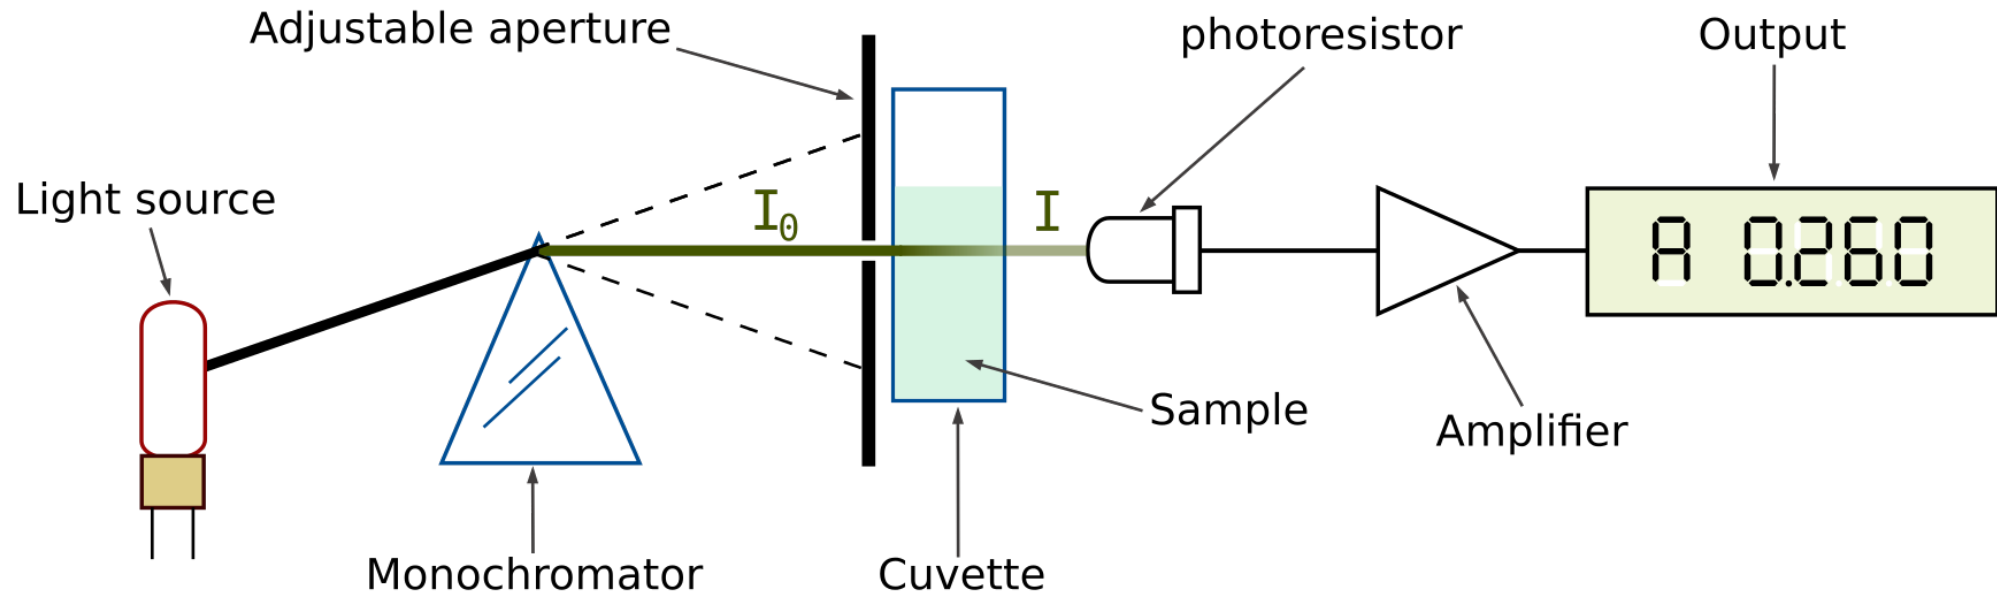 Adjustable aperture
photoresistor
Output
Light source
I₀
I
A 0.260
Sample
Amplifier
Monochromator
Cuvette